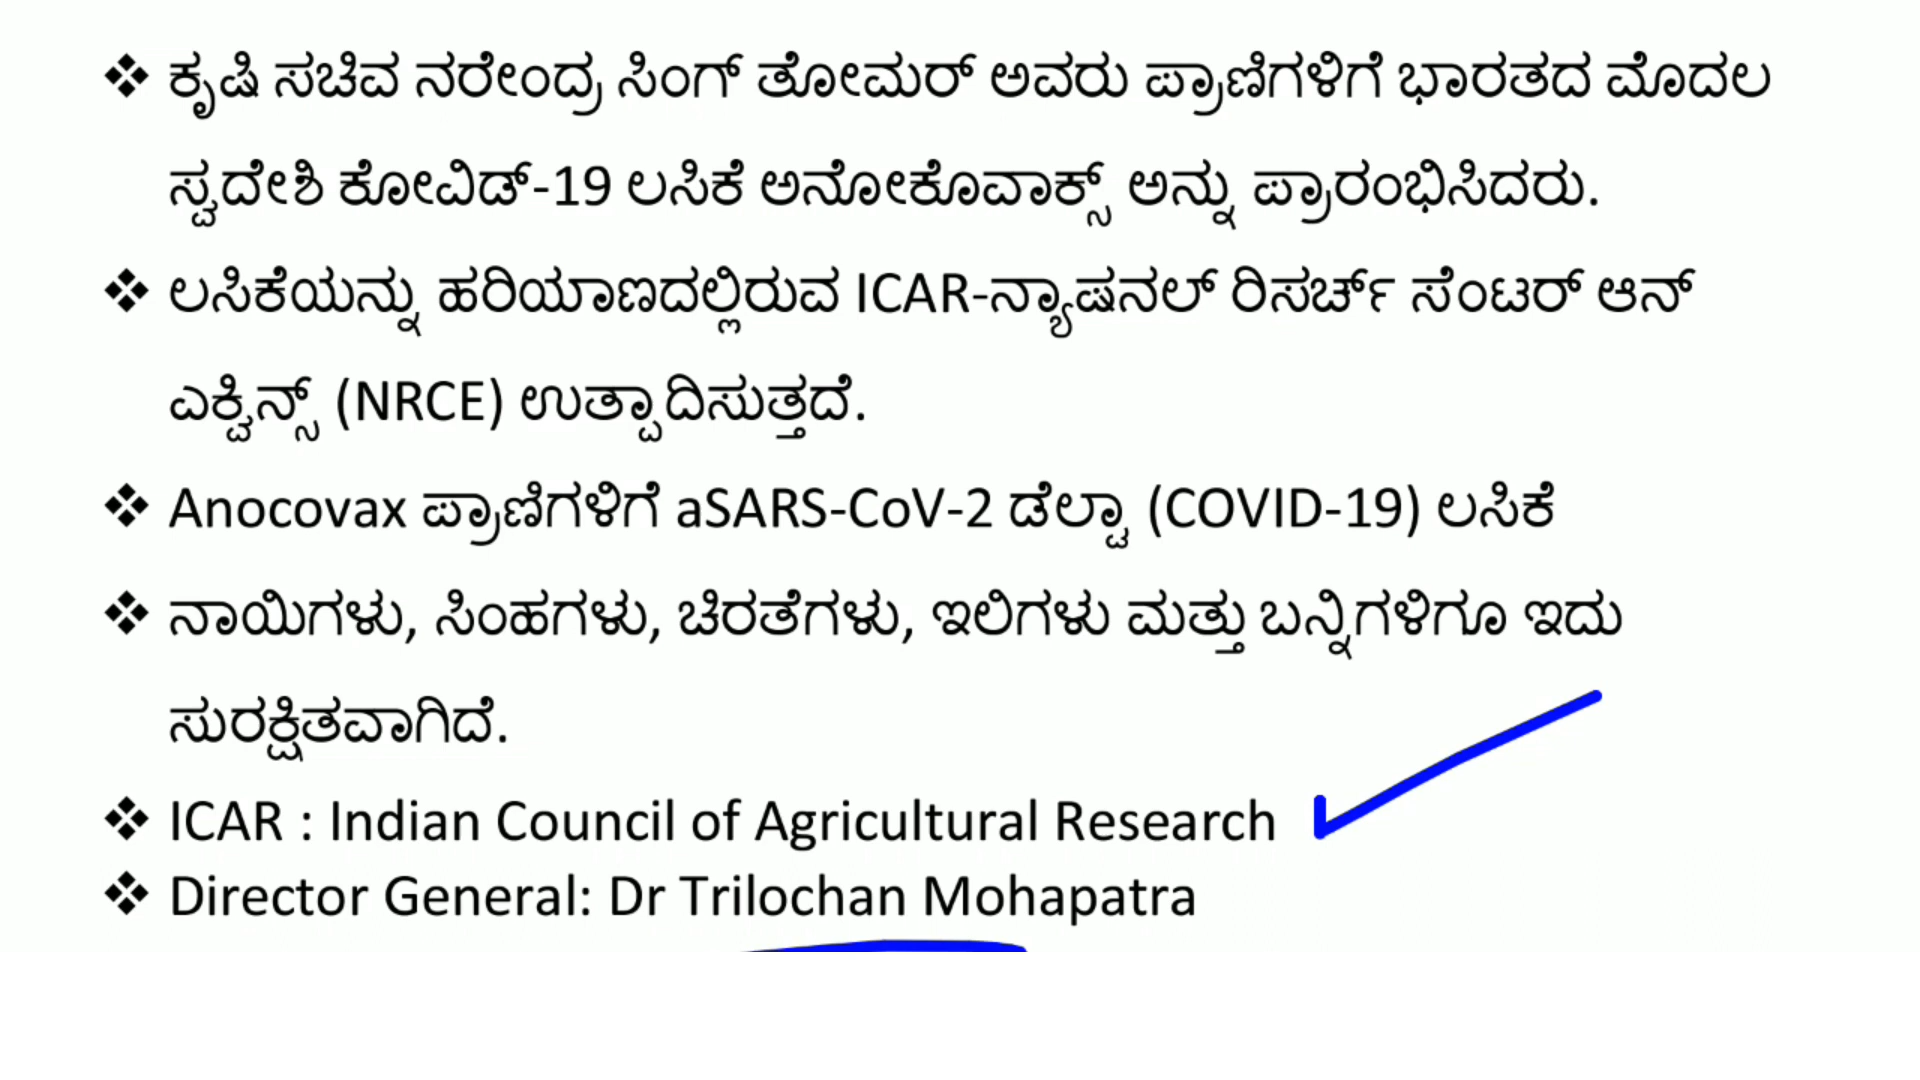 ❖ ಕೃಷಿ ಸಚಿವ ನರೇಂದ್ರ ಸಿಂಗ್ ತೋಮರ್ ಅವರು ಪ್ರಾಣಿಗಳಿಗೆ ಭಾರತದ ಮೊದಲ
ಸ್ವದೇಶಿ ಕೋವಿಡ್-19 ಲಸಿಕೆ ಅನೋಕೊವಾಕ್ಸ್ ಅನ್ನು ಪ್ರಾರಂಭಿಸಿದರು.
❖ ಲಸಿಕೆಯನ್ನು ಹರಿಯಾಣದಲ್ಲಿರುವ ICAR-ನ್ಯಾಷನಲ್ ರಿಸರ್ಚ್ ಸೆಂಟರ್ ಆನ್
ಎಕ್ವಿನ್ಸ್ (NRCE) ಉತ್ಪಾದಿಸುತ್ತದೆ.
❖ Anocovax ಪ್ರಾಣಿಗಳಿಗೆ aSARS-CoV-2 ಡೆಲ್ಟಾ (COVID-19) ಲಸಿಕೆ
❖ ನಾಯಿಗಳು, ಸಿಂಹಗಳು, ಚಿರತೆಗಳು, ಇಲಿಗಳು ಮತ್ತು ಬನ್ನಿಗಳಿಗೂ ಇದು
ಸುರಕ್ಷಿತವಾಗಿದೆ.
❖ ICAR : Indian Council of Agricultural Research
❖ Director General: Dr Trilochan Mohapatra